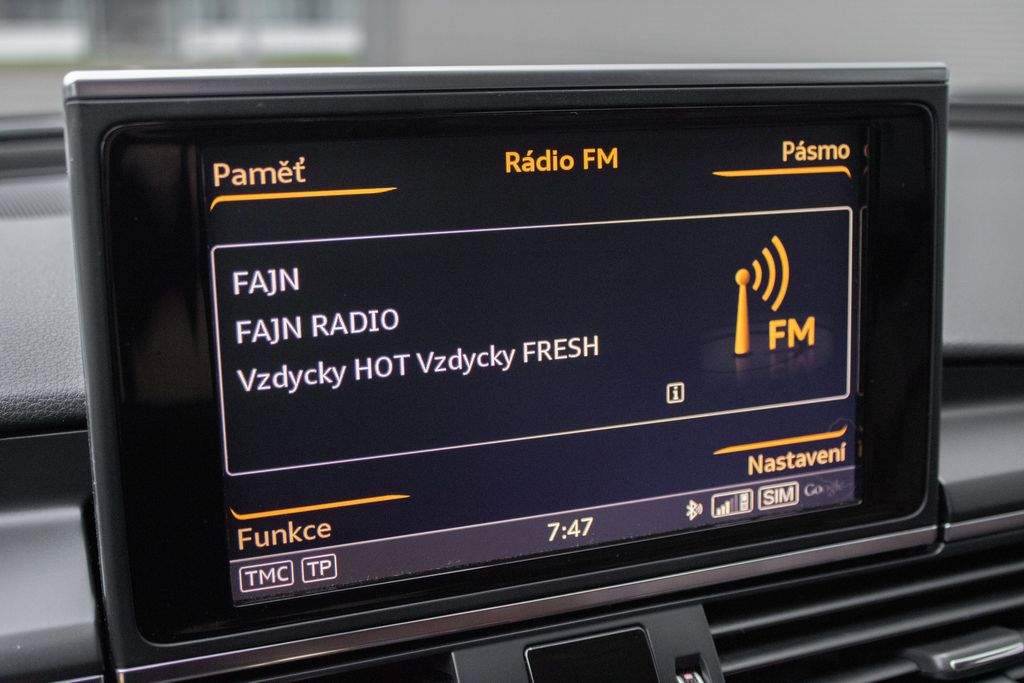 Paměť
Rádio FM
Pásmo
FAJN
FAJN RADIO
Vzdycky HOT Vzdycky FRESH
FM
i
Nastavení
Funkce
7:47
SIM
Google
TMC
TP